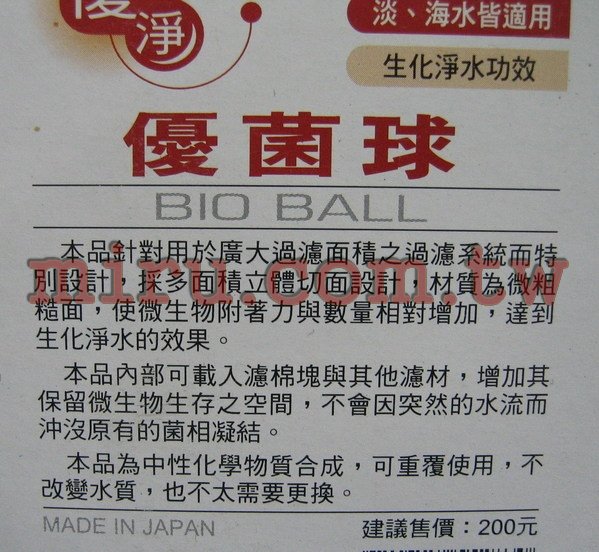 優淨
淡、海水皆適用
生化淨水功效
優菌球
BIO BALL
本品針對用於廣大過濾面積之過濾系統而特
別設計，採多面積立體切面設計，材質為微粗
糙面，使微生物附著力與數量相對增加，達到
生化淨水的效果。
miru.com.tw
本品內部可載入濾棉塊與其他濾材，增加其
保留微生物生存之空間，不會因突然的水流而
沖沒原有的菌相凝結。
本品為中性化學物質合成，可重覆使用，不
改變水質，也不太需要更換。
MADE IN JAPAN
建議售價：200元